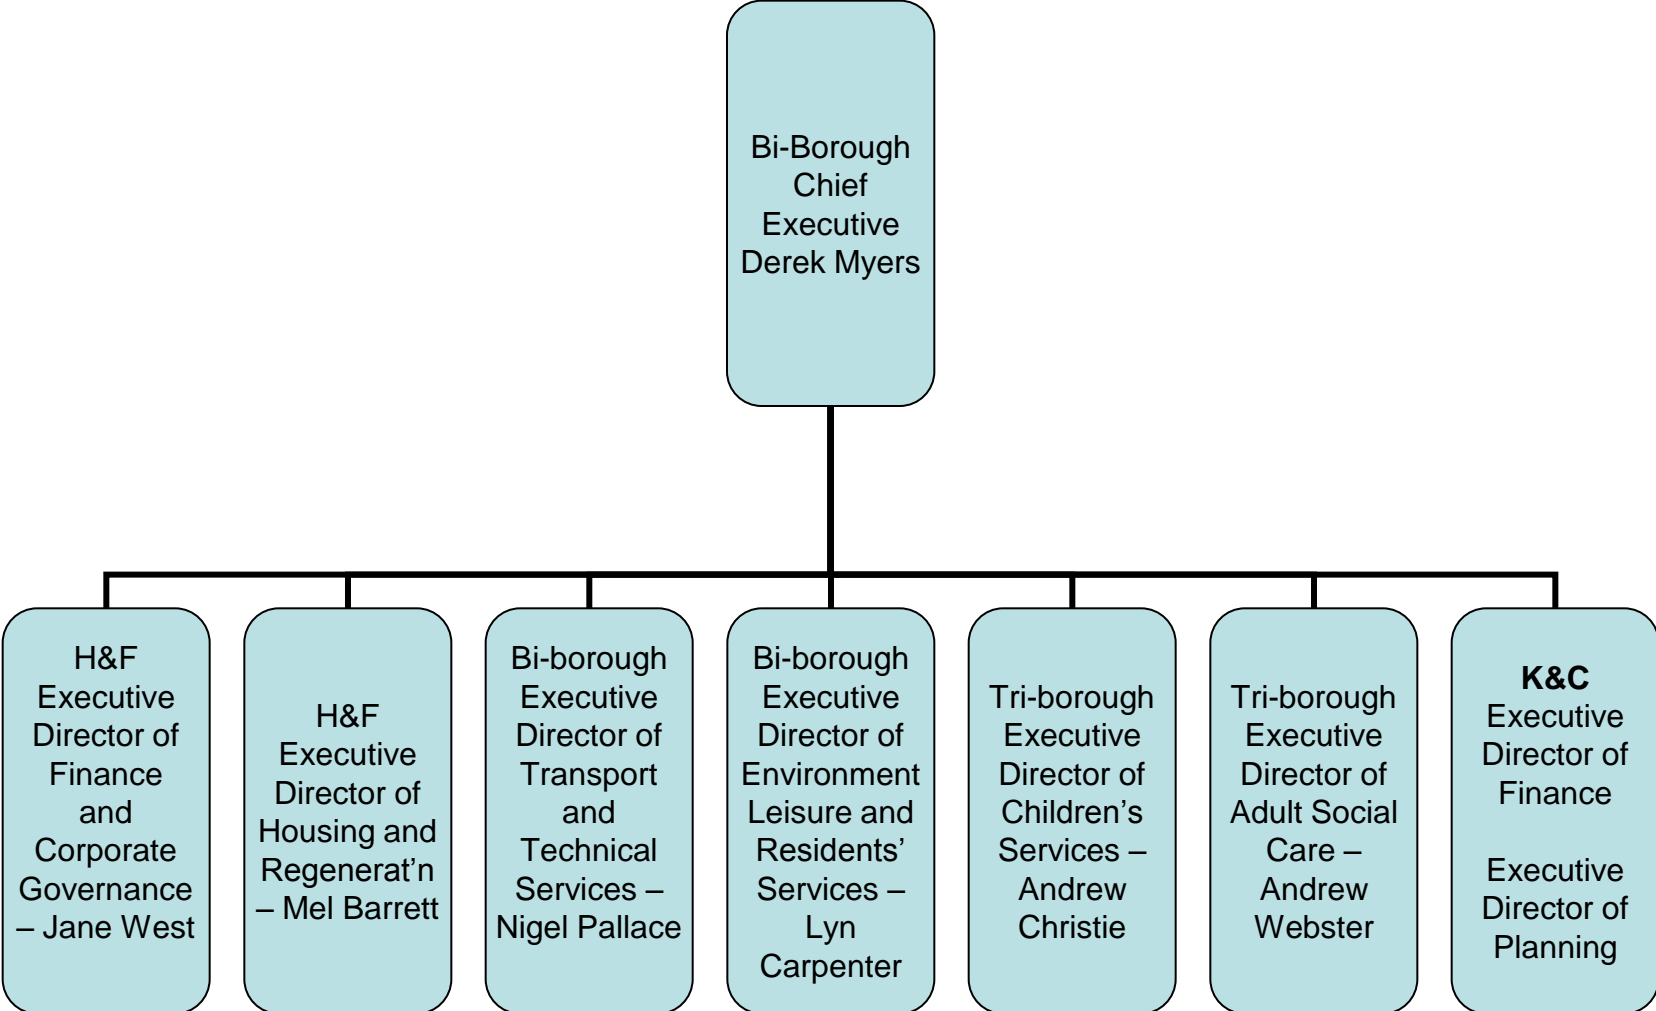 Bi-Borough
Chief
Executive
Derek Myers
H&F
Executive
Director of
Finance
and
Corporate
Governance
– Jane West
H&F
Executive
Director of
Housing and
Regenerat’n
– Mel Barrett
Bi-borough
Executive
Director of
Transport
and
Technical
Services –
Nigel Pallace
Bi-borough
Executive
Director of
Environment
Leisure and
Residents’
Services –
Lyn
Carpenter
Tri-borough
Executive
Director of
Children’s
Services –
Andrew
Christie
Tri-borough
Executive
Director of
Adult Social
Care –
Andrew
Webster
K&C
Executive
Director of
Finance
Executive
Director of
Planning